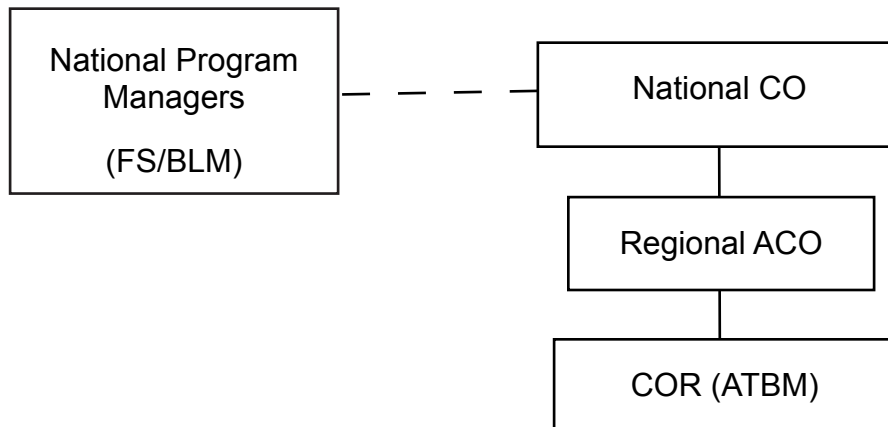 National Program
Managers
(FS/BLM)
National CO
Regional ACO
COR (ATBM)